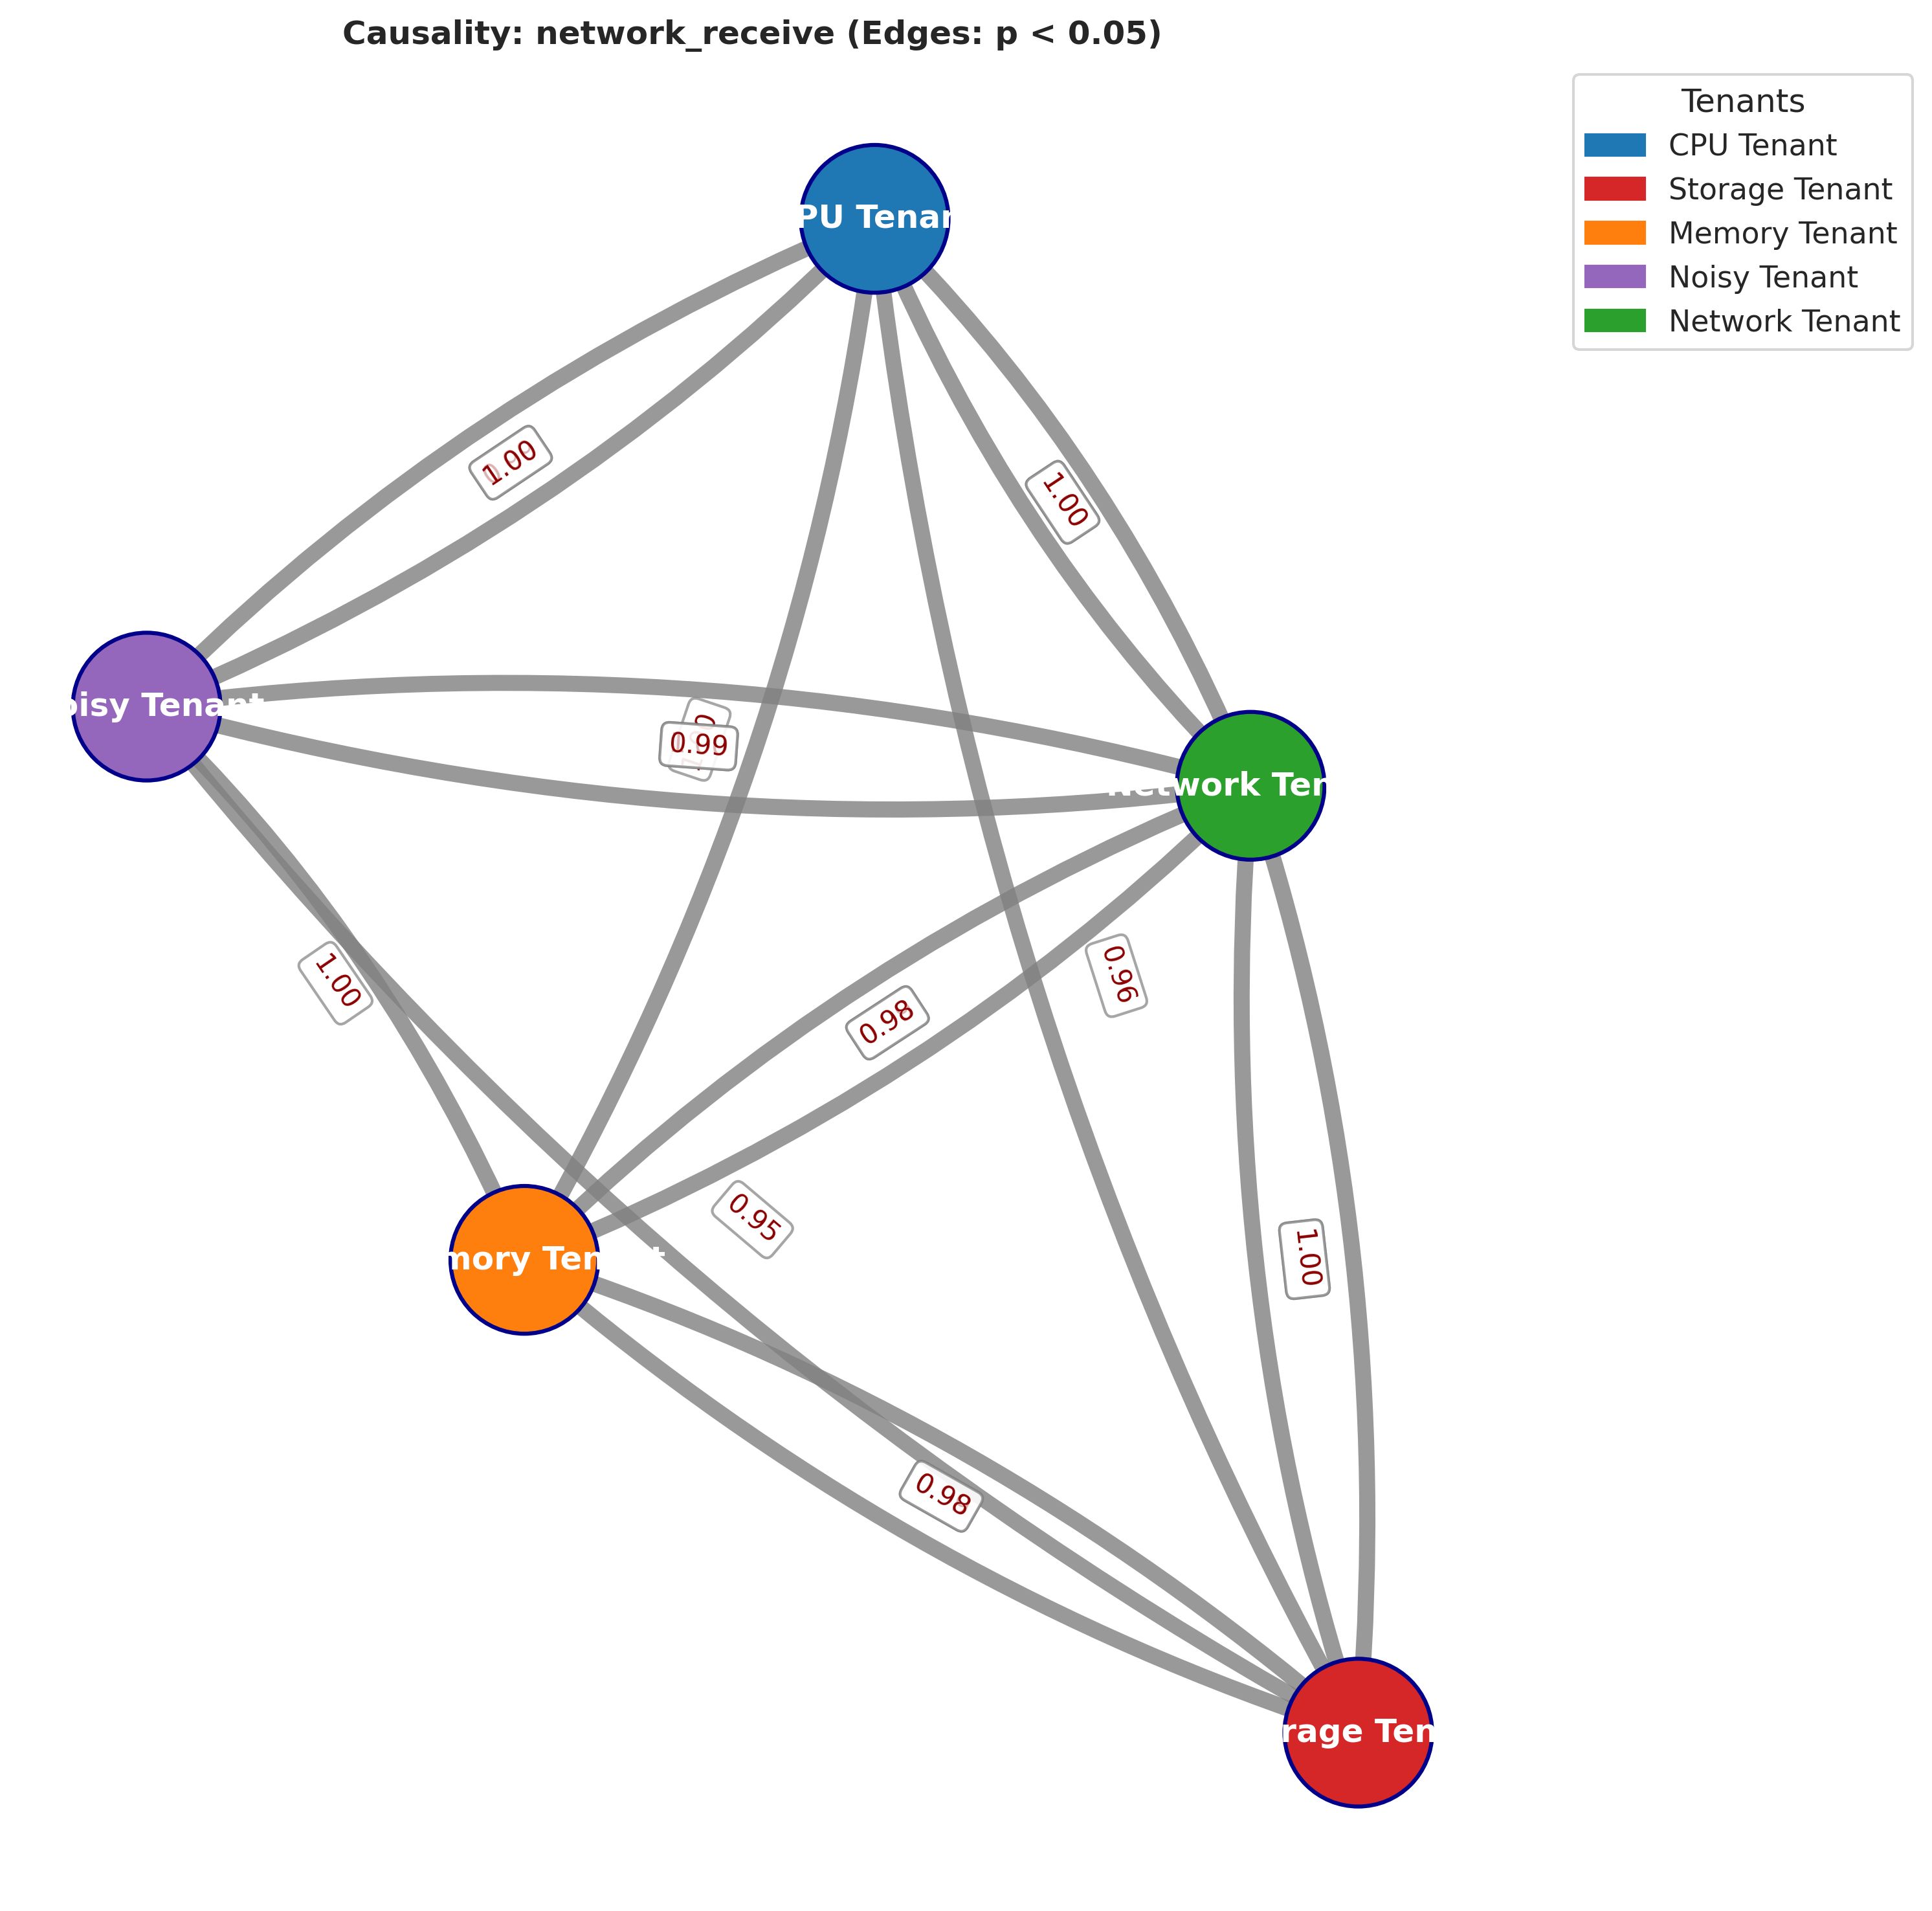 Causality: network_receive (Edges: p < 0.05)
Tenants
CPU Tenant
Storage Tenant
Memory Tenant
Noisy Tenant
Network Tenant
PU Tenan
1.00
1.00
oisy Tenant
0.99
Network Ten
1.00
0.96
0.98
0.95
mory Tenant
1.00
0.98
rage Ten